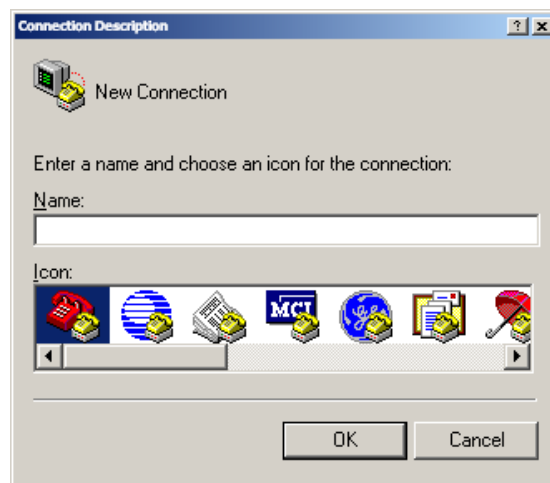 Connection Description
New Connection
Enter a name and choose an icon for the connection:
Name:
Icon:
MCI
OK
Cancel